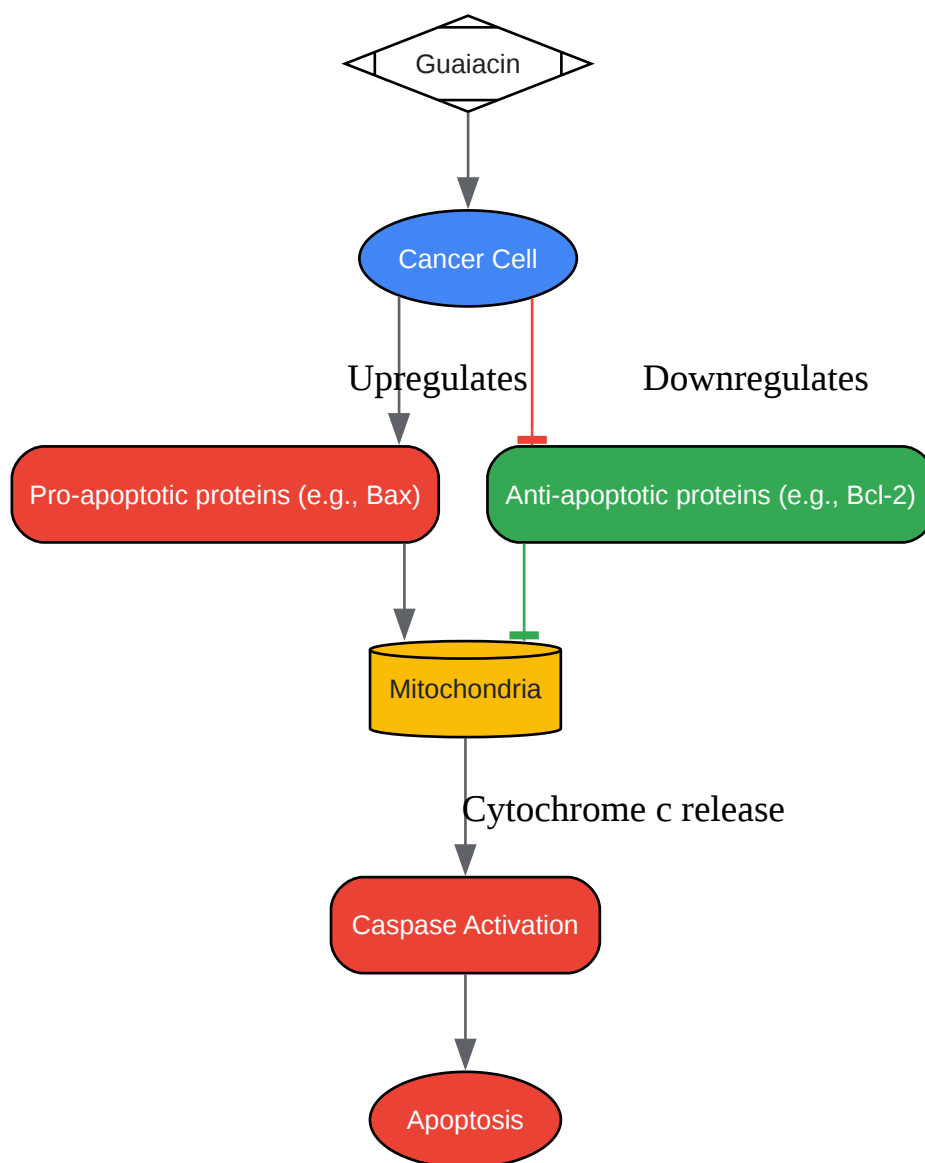 Guaiacin
Cancer Cell
Upregulates
Downregulates
Pro-apoptotic proteins (e.g., Bax)
Anti-apoptotic proteins (e.g., Bcl-2)
Mitochondria
Cytochrome c release
Caspase Activation
Apoptosis